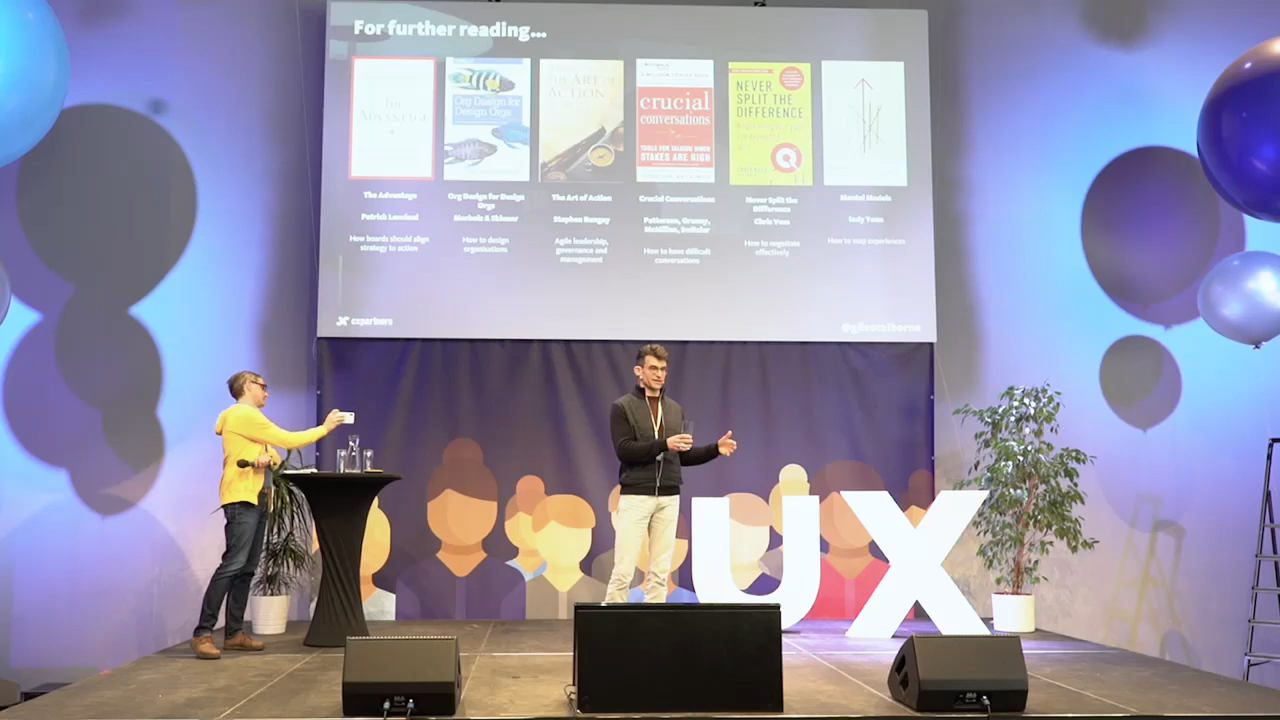 For further reading...
THE
ADVANTAGE
Org Design for
Design Orgs
THE ART OF
ACTION
crucial
conversations
TOOLS FOR TALKING WHEN
STAKES ARE HIGH
NEVER
SPLIT THE
DIFFERENCE
The Advantage
Patrick Lencioni
How boards should align
strategy to action
Org Design for Design
Orgs
Merholz & Skinner
How to design
organisations
The Art of Action
Stephen Bungay
Agile leadership,
governance and
management
Crucial Conversations
Patterson, Grenny,
McMillan, Switzler
How to have difficult
conversations
Never Split the
Difference
Chris Voss
How to negotiate
effectively
Mental Models
Indy Young
How to map experiences
cxpartners
@gilescolborne
UX